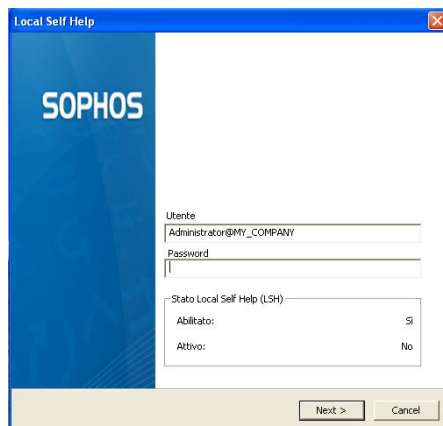 Local Self Help
SOPHOS
Utente
Administrator@MY_COMPANY
Password
Stato Local Self Help (LSH)
Abilitato: Sì
Attivo: No
Next > Cancel